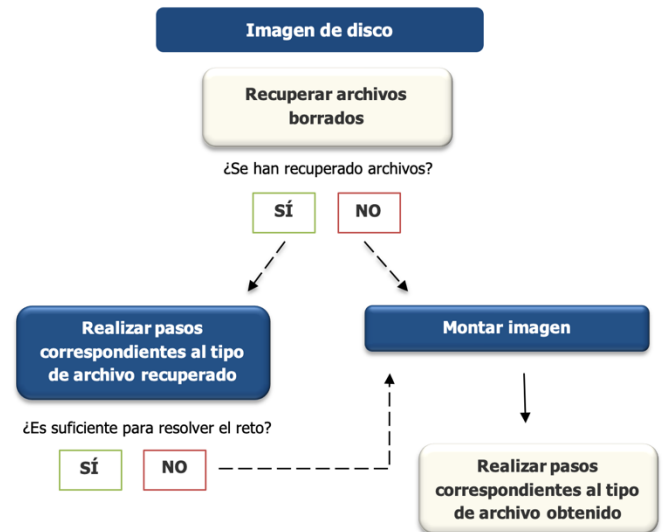 Imagen de disco
Recuperar archivos
borrados
¿Se han recuperado archivos?
SÍ
NO
Realizar pasos
correspondientes al tipo
de archivo recuperado
Montar imagen
¿Es suficiente para resolver el reto?
SÍ
NO
Realizar pasos
correspondientes al tipo
de archivo obtenido